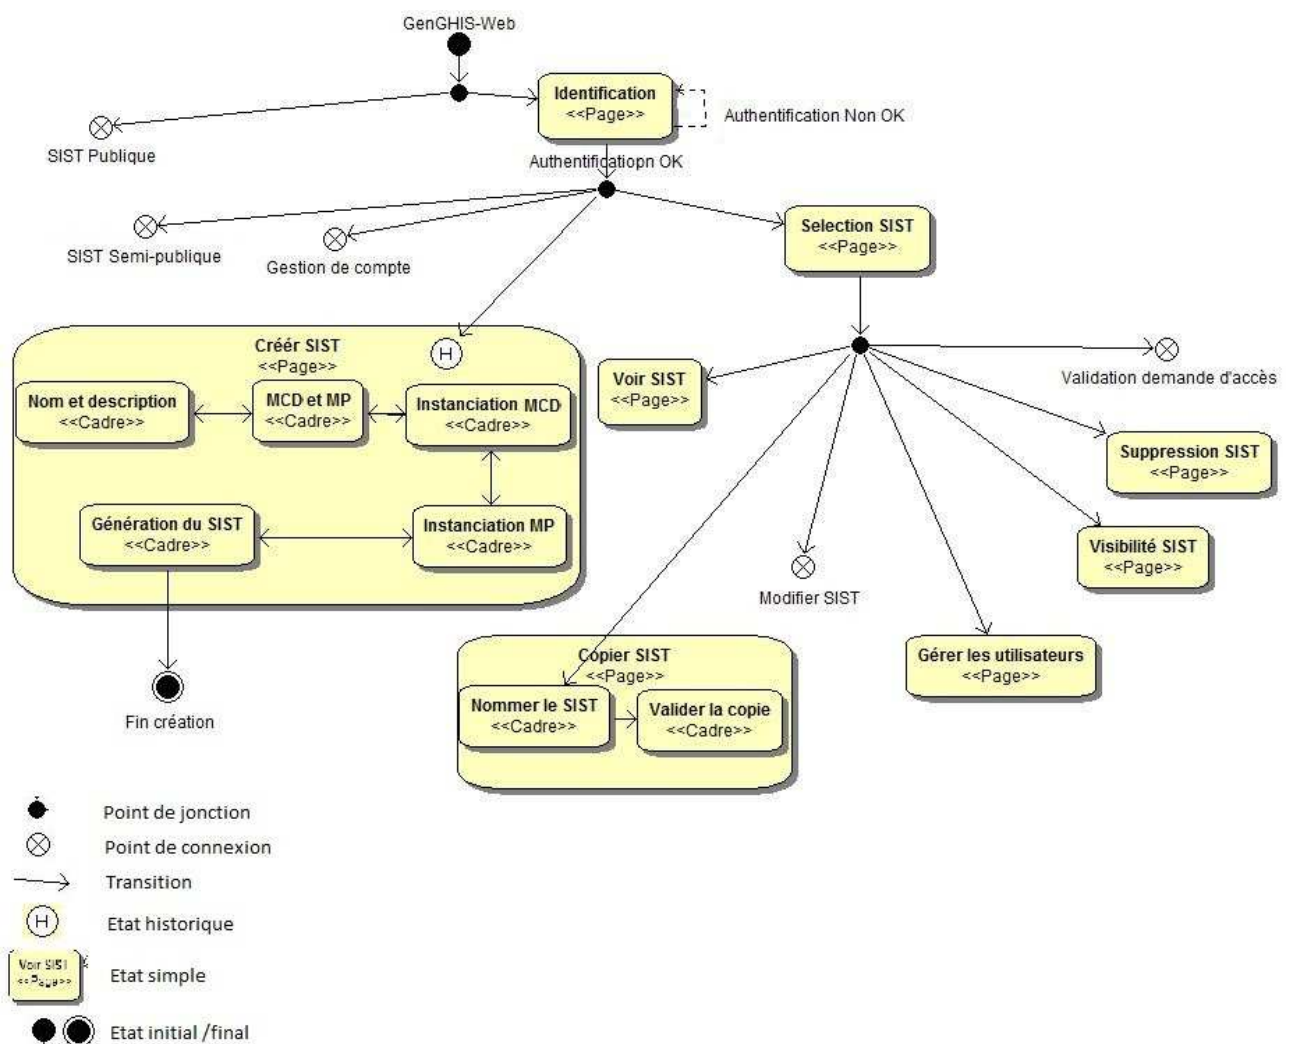 GenGHIS-Web
Identification
<<Page>>
Authentification Non OK
SIST Publique
Authentificatiopn OK
Selection SIST
<<Page>>
SIST Semi-publique
Gestion de compte
Créér SIST
<<Page>>
H
Nom et description
<<Cadre>>
MCD et MP
<<Cadre>>
Instanciation MCD
<<Cadre>>
Génération du SIST
<<Cadre>>
Instanciation MP
<<Cadre>>
Fin création
Voir SIST
<<Page>>
Validation demande d'accès
Suppression SIST
<<Page>>
Visibilité SIST
<<Page>>
Modifier SIST
Gérer les utilisateurs
<<Page>>
Copier SIST
<<Page>>
Nommer le SIST
<<Cadre>>
Valider la copie
<<Cadre>>
Point de jonction
Point de connexion
Transition
H
Etat historique
Voir SIST
<<Page>>
Etat simple
Etat initial /final